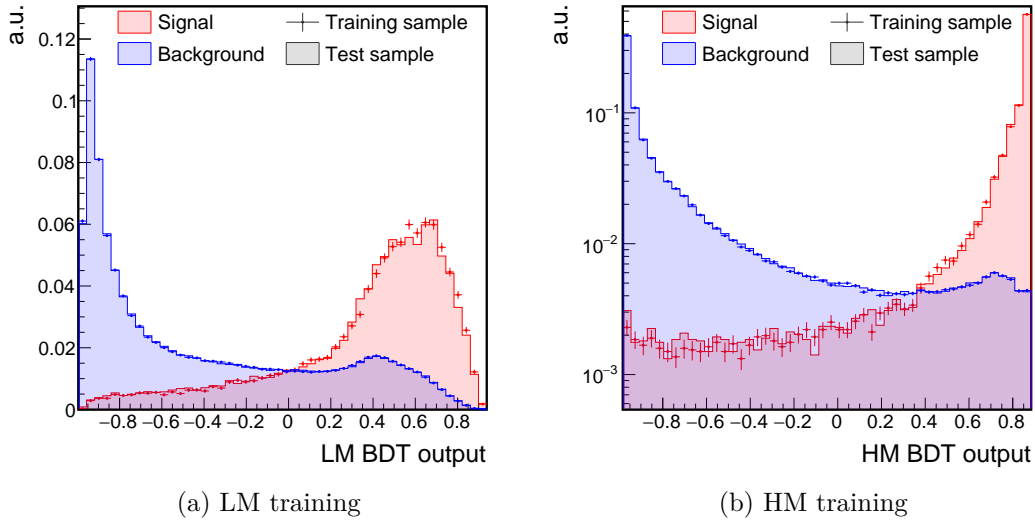 a.u.
Signal
Training sample
Background
Test sample
0.12
0.1
0.08
0.06
0.04
0.02
0
−0.8 −0.6 −0.4 −0.2 0 0.2 0.4 0.6 0.8
LM BDT output
(a) LM training
a.u.
Signal
Training sample
Background
Test sample
10−1
10−2
10−3
−0.8 −0.6 −0.4 −0.2 0 0.2 0.4 0.6 0.8
HM BDT output
(b) HM training